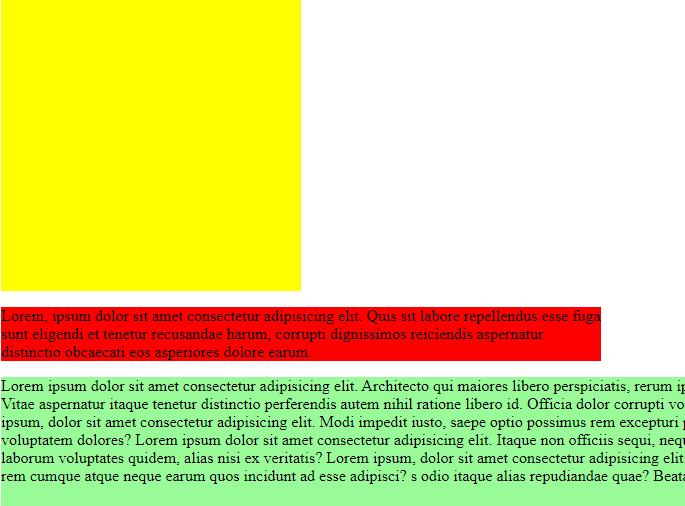 Lorem, ipsum dolor sit amet consectetur adipisicing elit. Quis sit labore repellendus esse fuga
sunt eligendi et tenetur recusandae harum, corrupti dignissimos reiciendis aspernatur
distinctio obcaecati eos asperiores dolore earum.
Lorem ipsum dolor sit amet consectetur adipisicing elit. Architecto qui maiores libero perspiciatis, rerum ip
Vitae aspernatur itaque tenetur distinctio perferendis autem nihil ratione libero id. Officia dolor corrupti vo
ipsum, dolor sit amet consectetur adipisicing elit. Modi impedit iusto, saepe optio possimus rem excepturi
voluptatem dolores? Lorem ipsum dolor sit amet consectetur adipisicing elit. Itaque non officiis sequi, nequ
laborum voluptates quidem, alias nisi ex veritatis? Lorem ipsum, dolor sit amet consectetur adipisicing elit
rem cumque atque neque earum quos incidunt ad esse adipisci? s odio itaque alias repudiandae quae? Beata